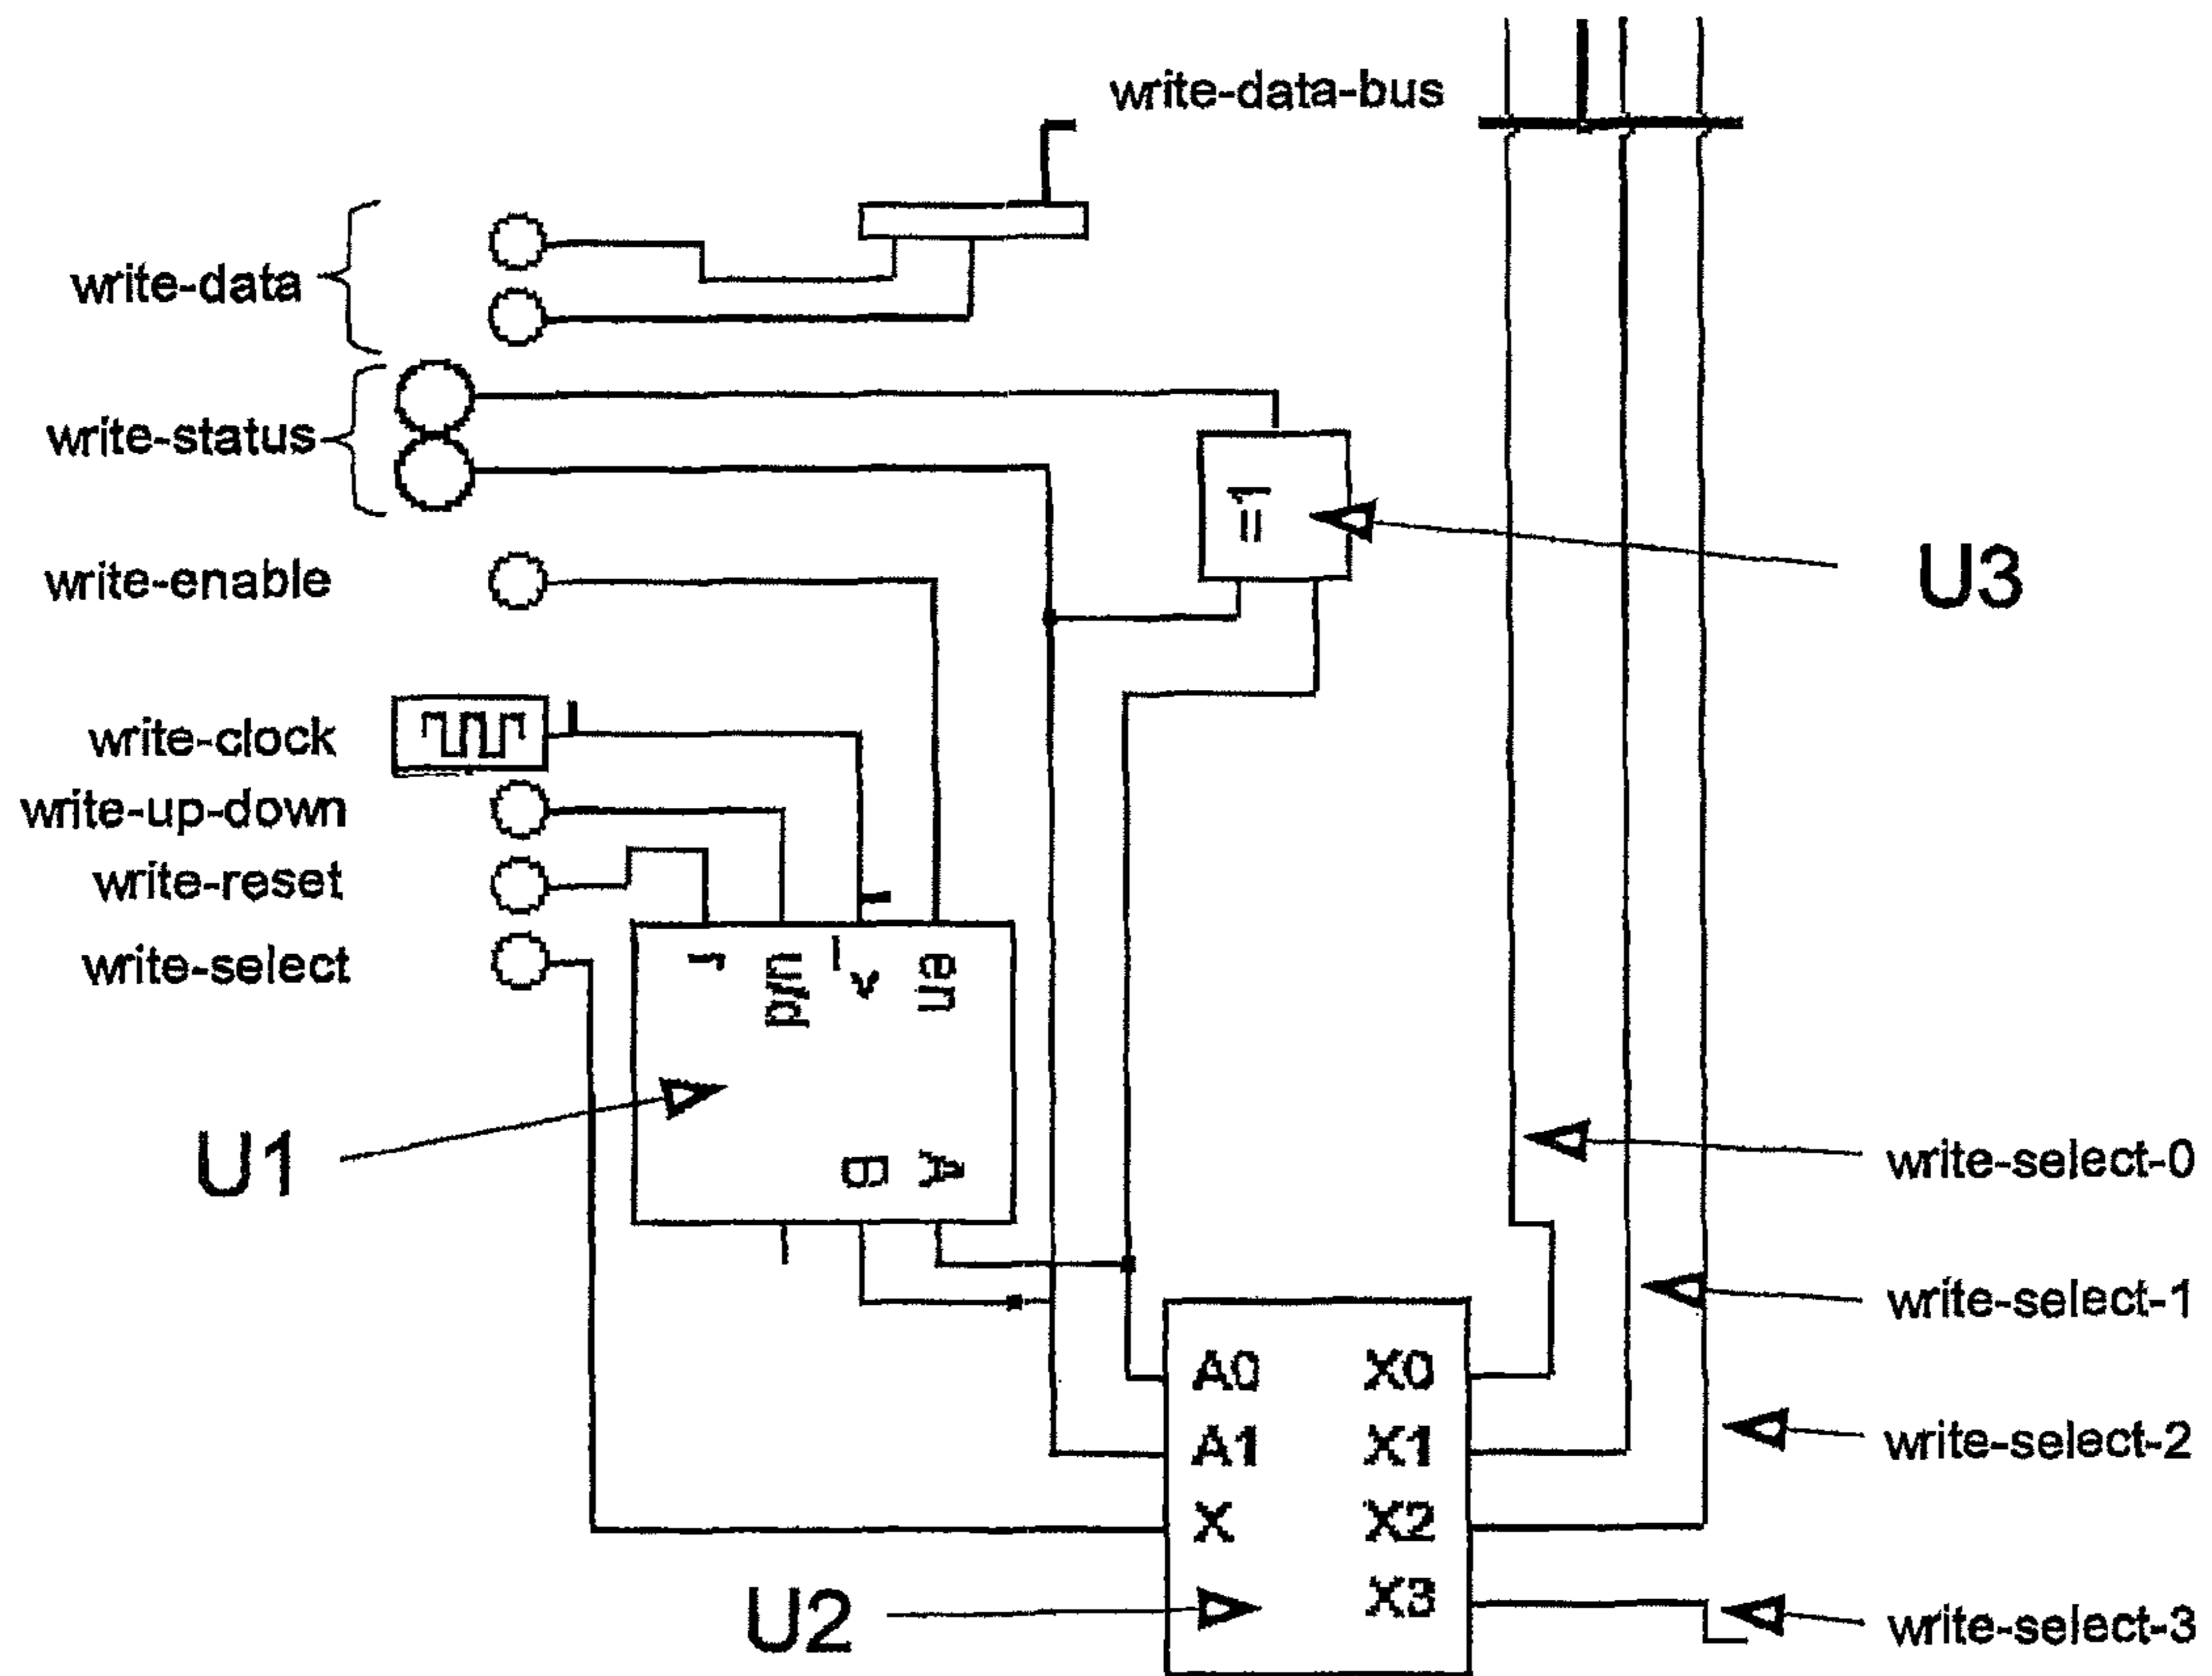 write-data-bus
write-data
write-status
=1
write-enable
U3
write-clock
write-up-down
write-reset
write-select
r
u/d
en
U1
B
A
write-select-0
write-select-1
A0 X0
A1 X1
write-select-2
X X2
X3
U2
write-select-3